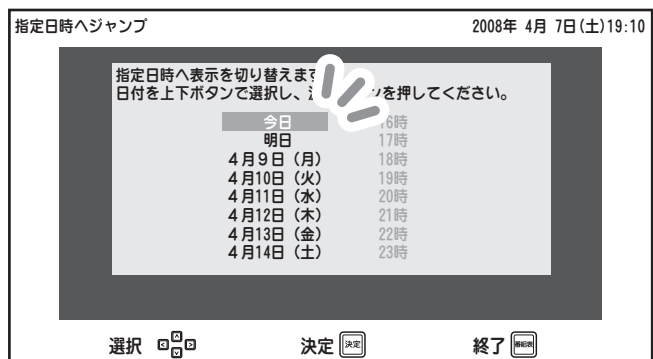 指定日時へジャンプ
2008年 4月 7日(土)19:10
指定日時へ表示を切り替えます
日付を上下ボタンで選択し、 ンを押してください。
今日 16時
明日 17時
4月9日（月） 18時
4月10日（火） 19時
4月11日（水） 20時
4月12日（木） 21時
4月13日（金） 22時
4月14日（土） 23時
選択 決定 決定 終了 番組表